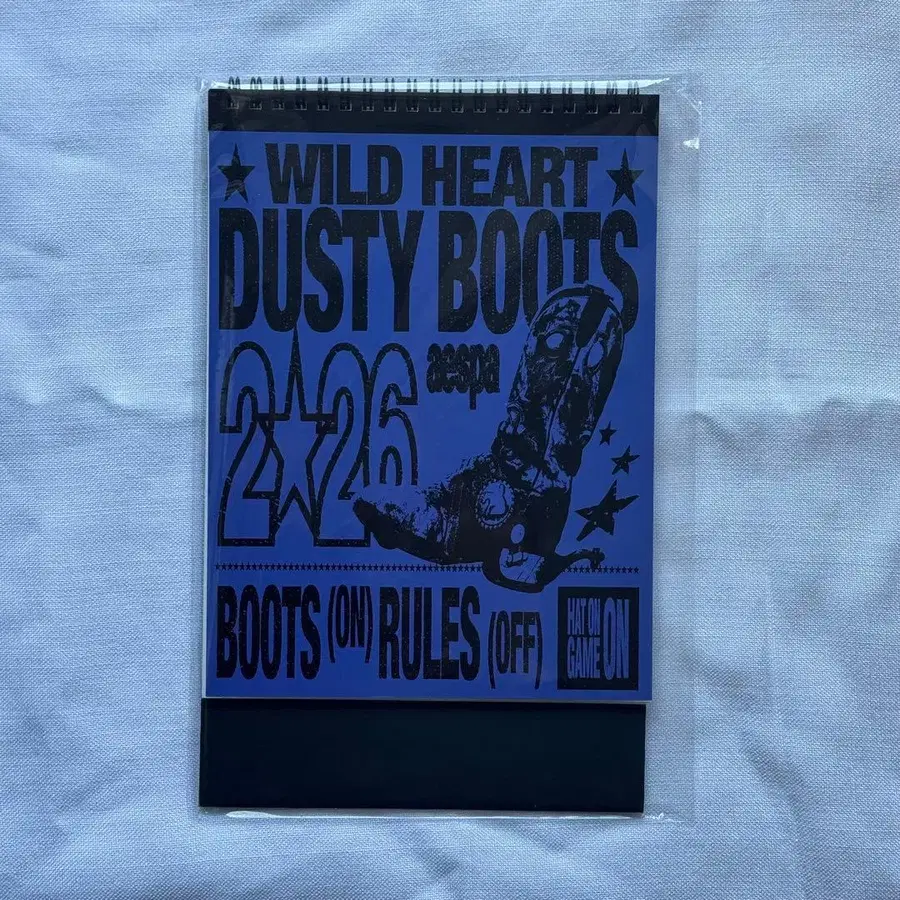 WILD HEART
DUSTY BOOTS
2★26
aespa
BOOTS (ON) RULES (OFF)
HAT ON
GAME ON